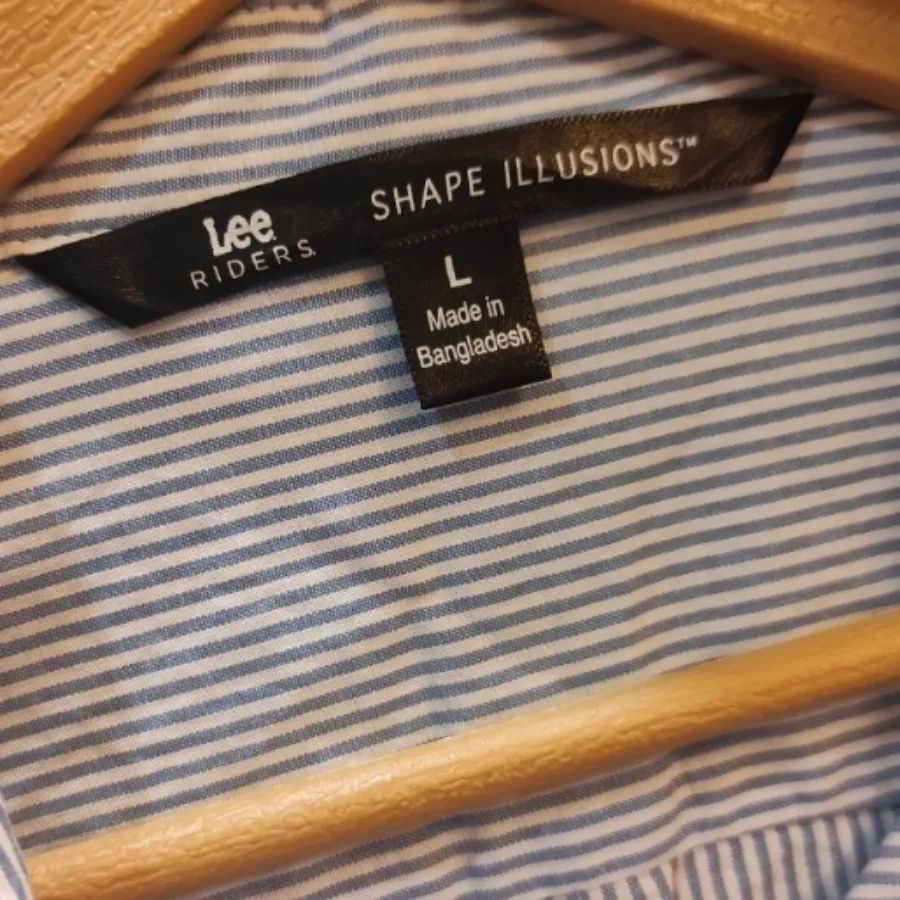 Lee
RIDERS
SHAPE ILLUSIONS™
L
Made in
Bangladesh